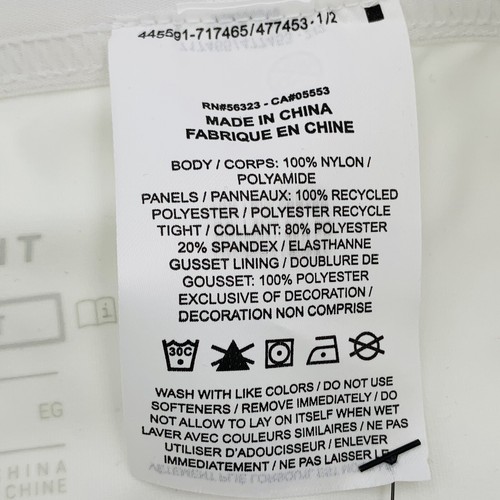 445591-717465/477453-1/2
RN#56323 - CA#05553
MADE IN CHINA
FABRIQUE EN CHINE
BODY / CORPS: 100% NYLON /
POLYAMIDE
PANELS / PANNEAUX: 100% RECYCLED
POLYESTER / POLYESTER RECYCLE
TIGHT / COLLANT: 80% POLYESTER
20% SPANDEX / ELASTHANNE
GUSSET LINING / DOUBLURE DE
GOUSSET: 100% POLYESTER
EXCLUSIVE OF DECORATION /
DECORATION NON COMPRISE
30C
WASH WITH LIKE COLORS / DO NOT USE
SOFTENERS / REMOVE IMMEDIATELY / DO
NOT ALLOW TO LAY ON ITSELF WHEN WET
LAVER AVEC COULEURS SIMILAIRES / NE PAS
UTILISER D'ADOUCISSEUR / ENLEVER
IMMEDIATEMENT / NE PAS LAISSER LE
IT
T
EG
HINA
CHINE